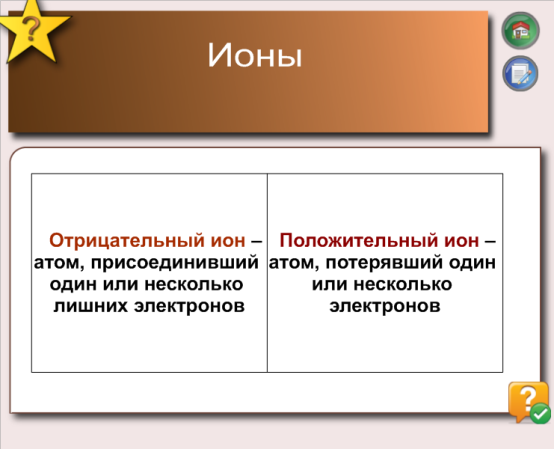 Ионы
Отрицательный ион –
атом, присоединивший
один или несколько
лишних электронов
Положительный ион –
атом, потерявший один
или несколько
электронов